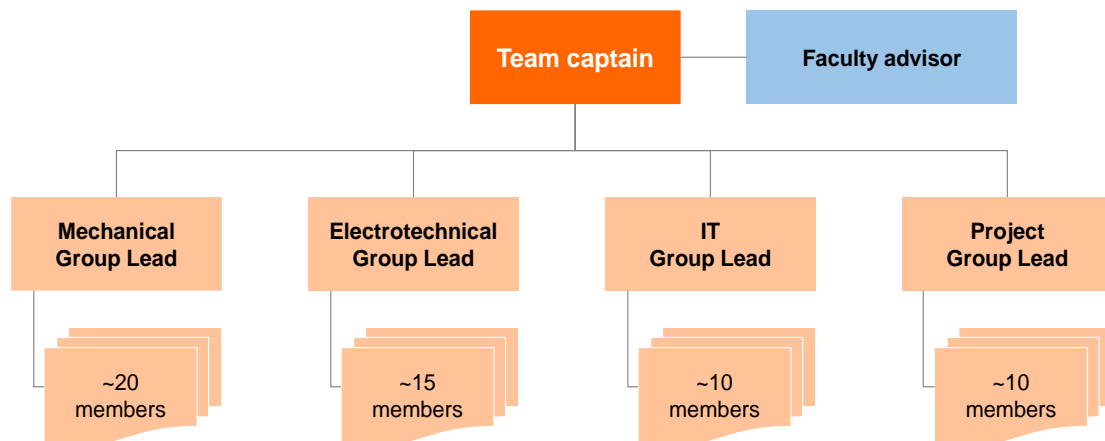 Team captain
Faculty advisor
Mechanical
Group Lead
Electrotechnical
Group Lead
IT
Group Lead
Project
Group Lead
~20
members
~15
members
~10
members
~10
members